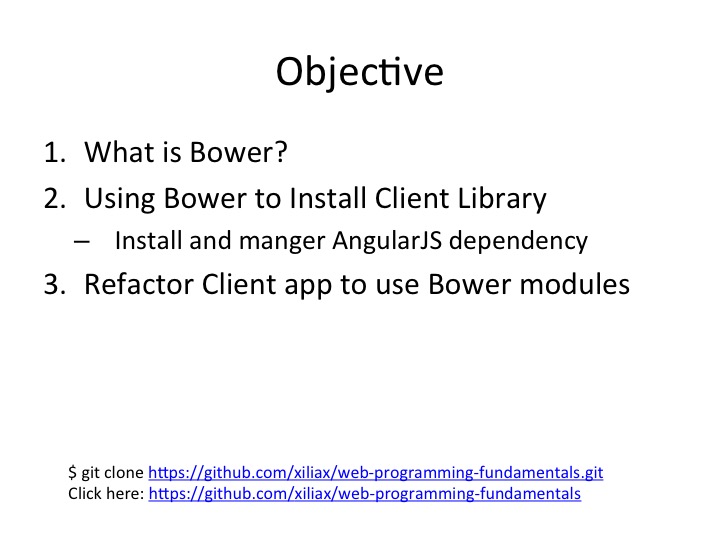 Objective
1. What is Bower?
2. Using Bower to Install Client Library
– Install and manger AngularJS dependency
3. Refactor Client app to use Bower modules
$ git clone https://github.com/xiliax/web-programming-fundamentals.git
Click here: https://github.com/xiliax/web-programming-fundamentals